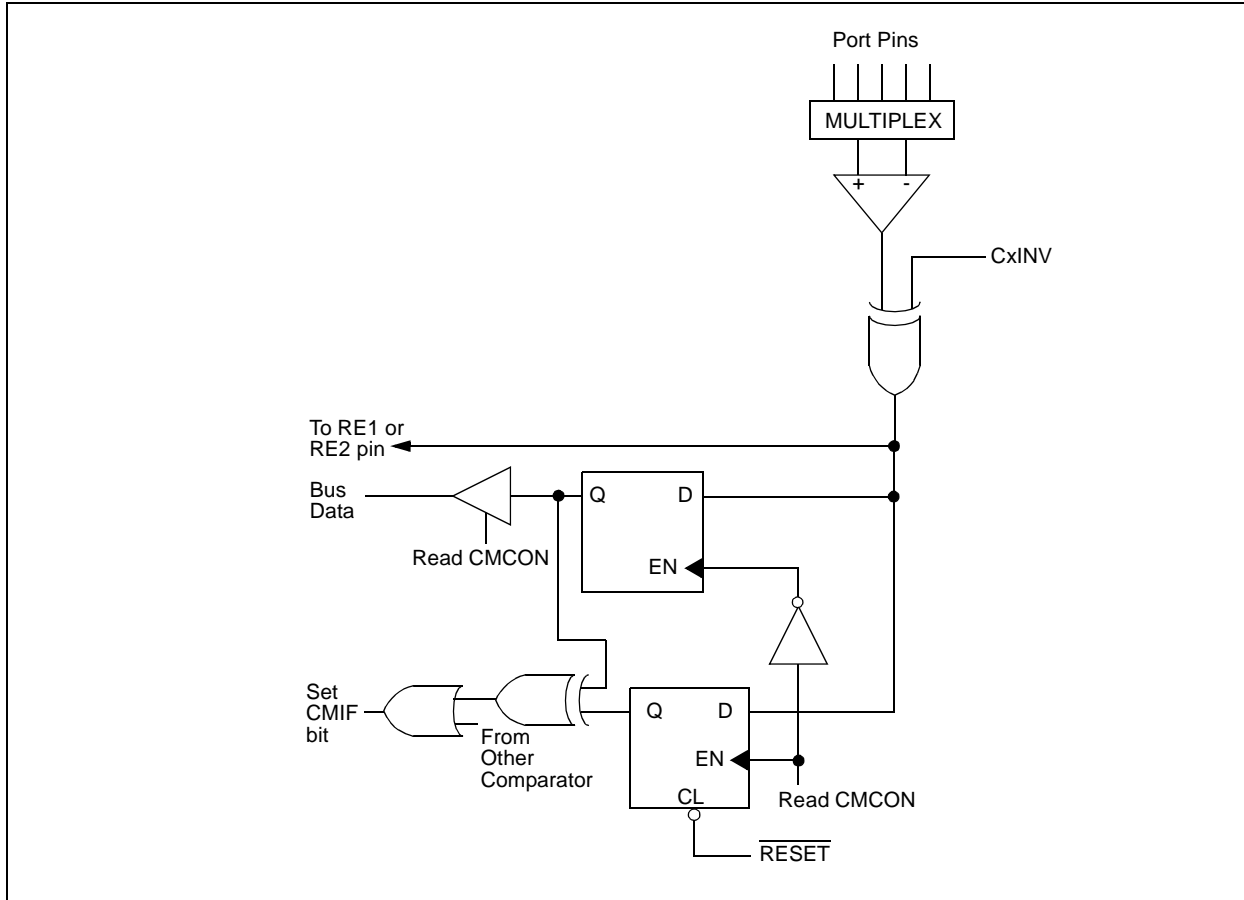 Port Pins
MULTIPLEX
+ -
CxINV
To RE1 or
RE2 pin
Bus
Data
Q D
Read CMCON
EN
Set
CMIF
bit
Q D
From
Other
Comparator
EN
CL
Read CMCON
RESET